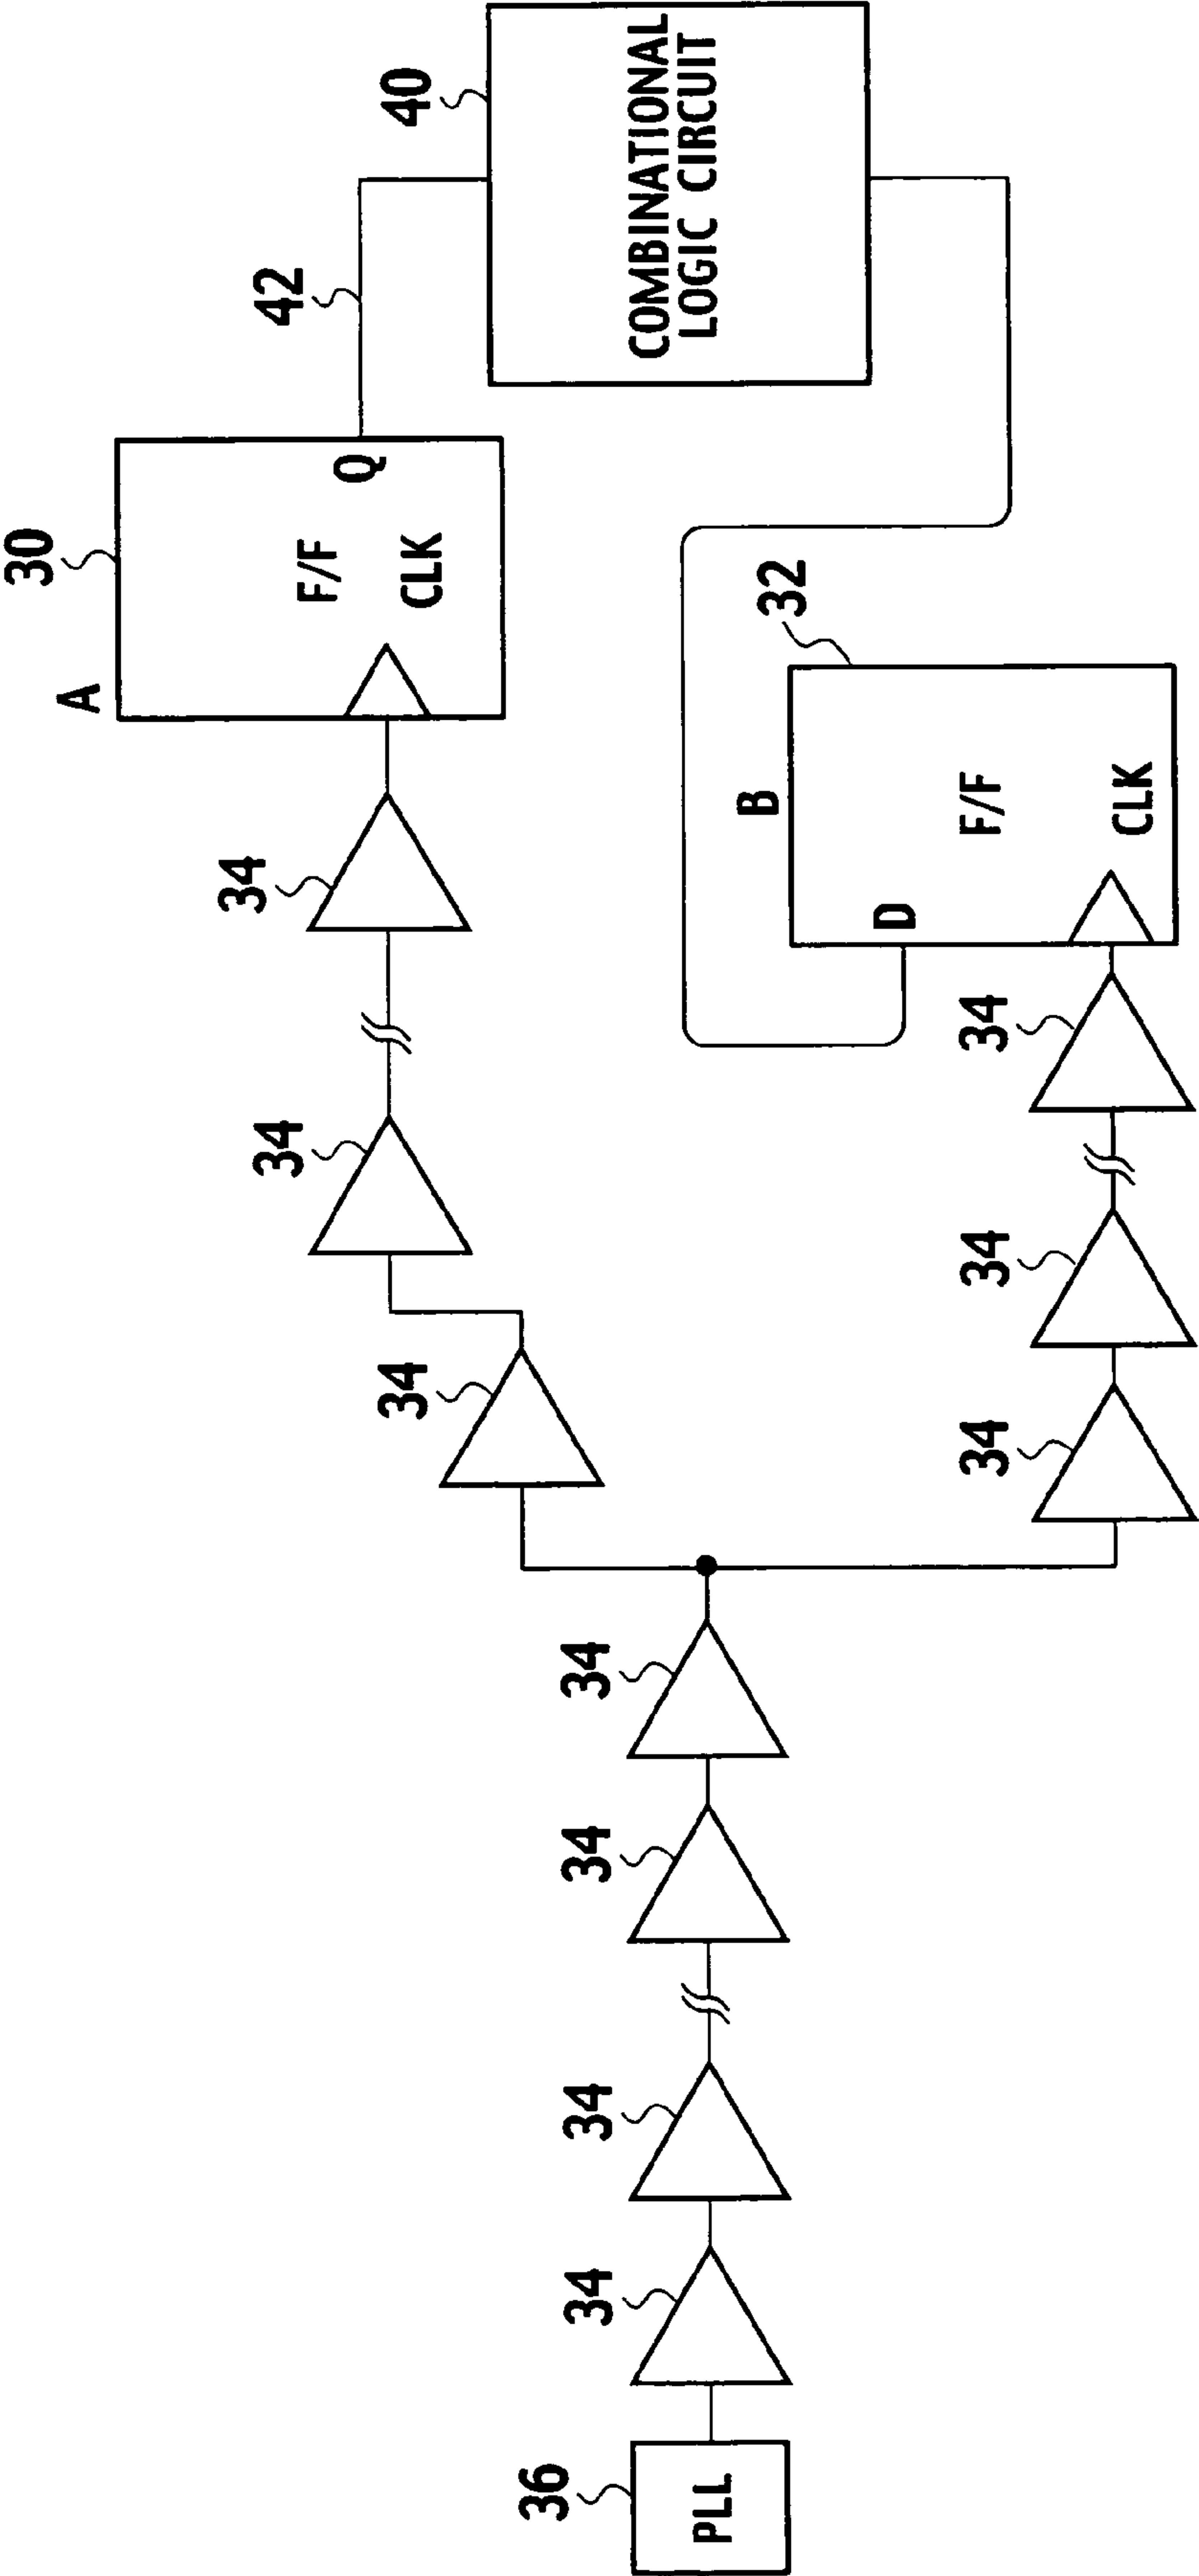 36
PLL
34
34
34
34
34
34
34
A
30
F/F
Q
CLK
42
40
COMBINATIONAL
LOGIC CIRCUIT
34
34
34
B
32
D
F/F
CLK